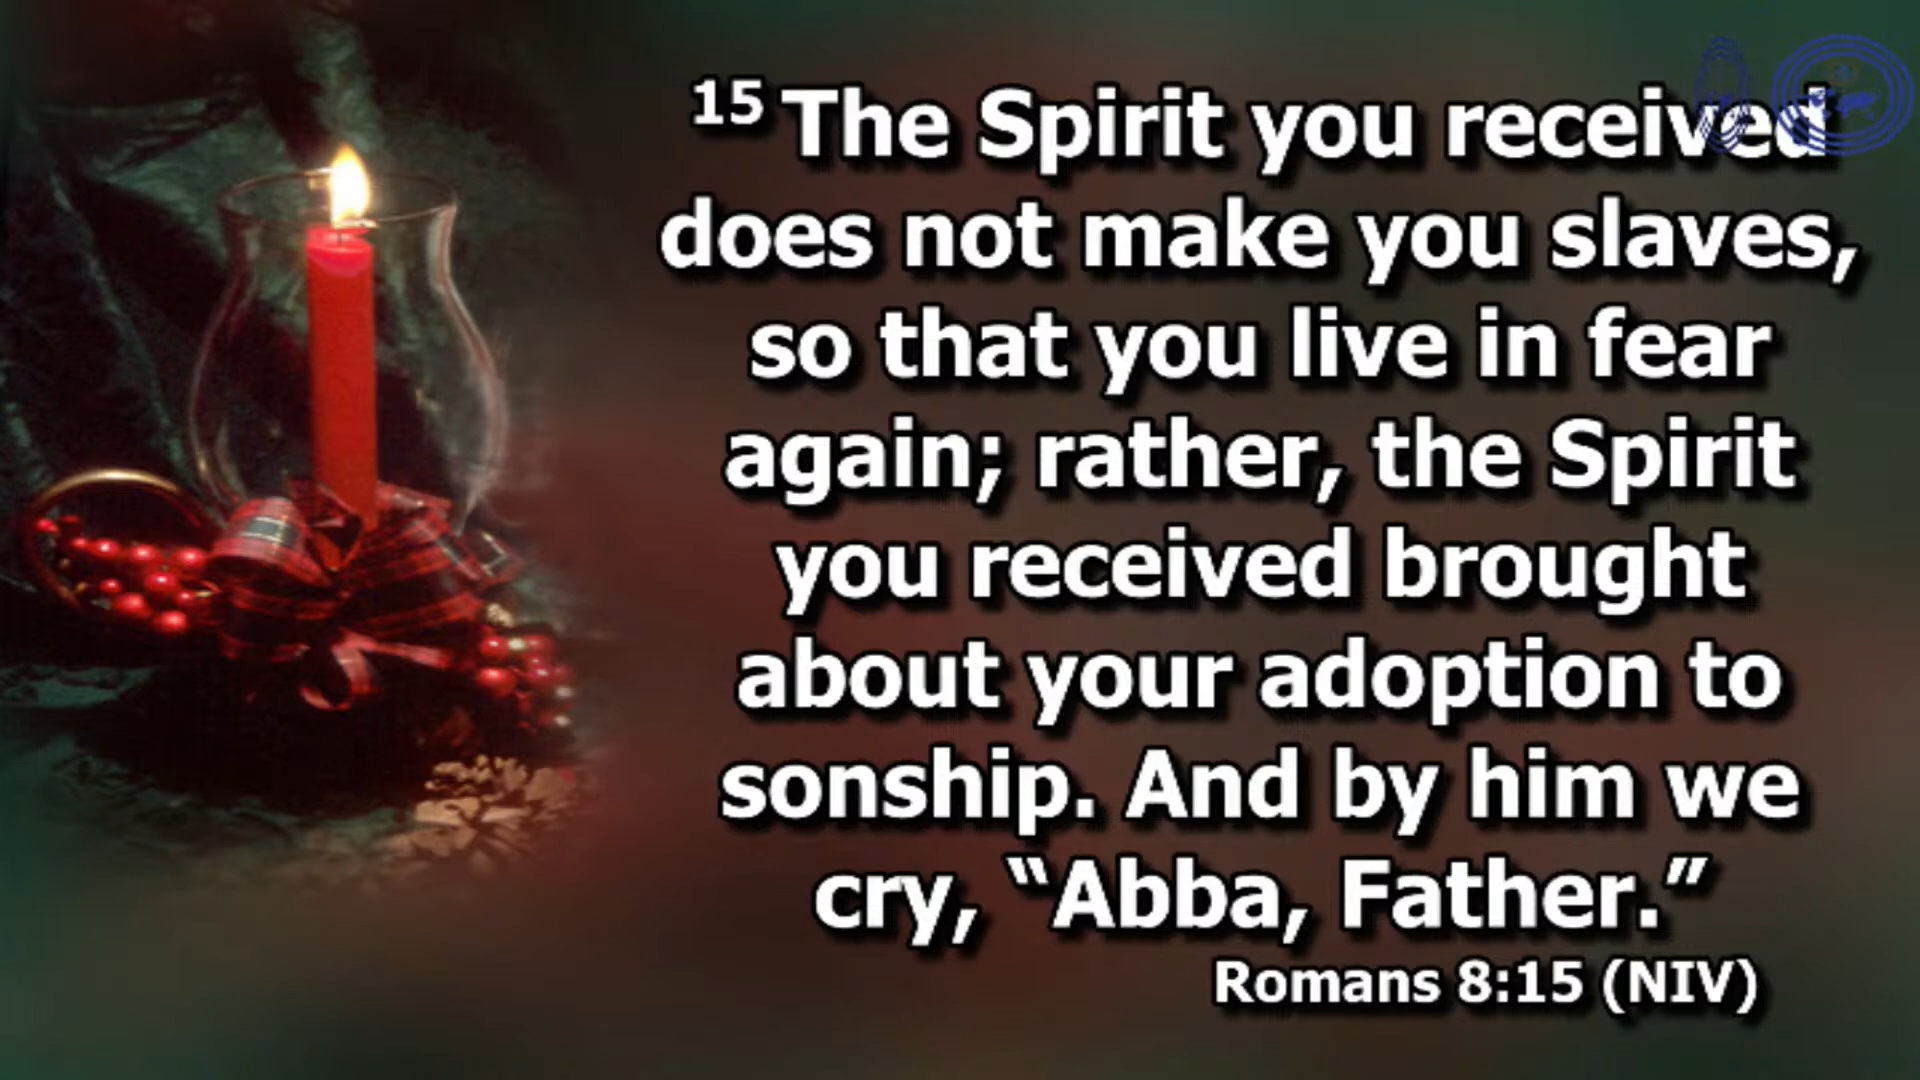 15 The Spirit you received
does not make you slaves,
so that you live in fear
again; rather, the Spirit
you received brought
about your adoption to
sonship. And by him we
cry, “Abba, Father.”
Romans 8:15 (NIV)